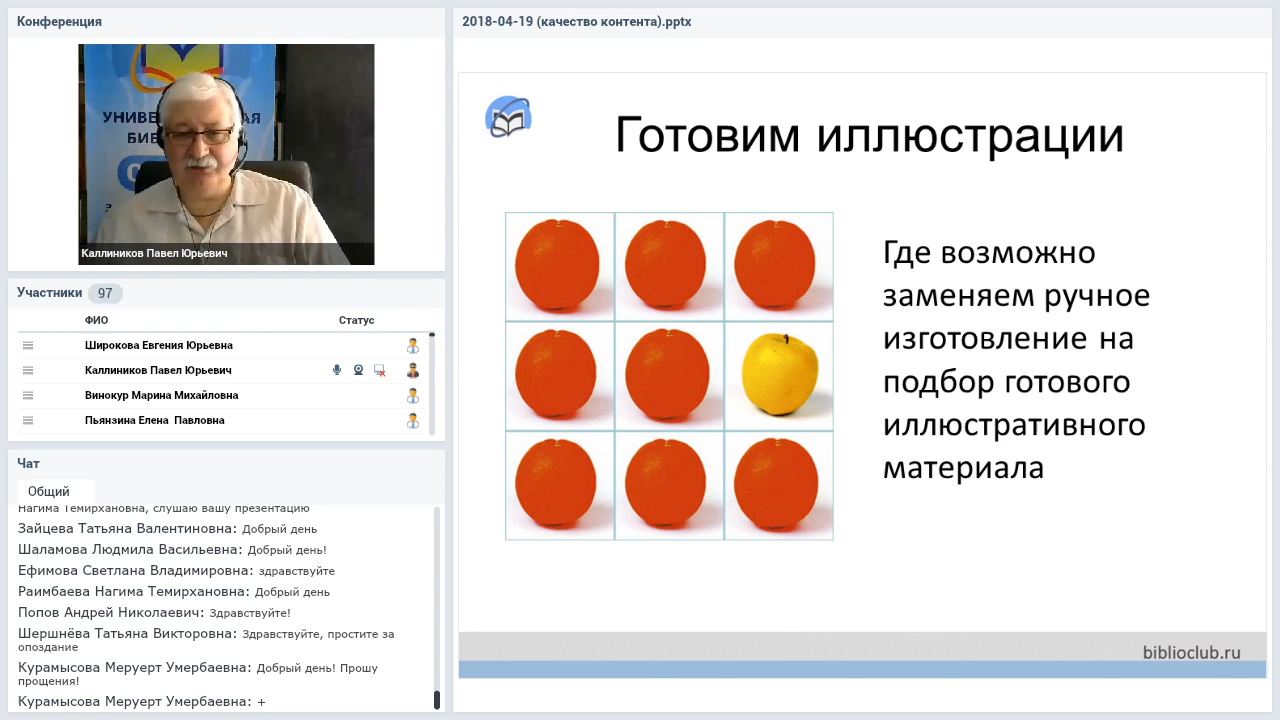 Конференция
УНИВЕ
АЯ
БИБ
Каллиников Павел Юрьевич
Участники 97
ФИО Статус
Широкова Евгения Юрьевна
Каллиников Павел Юрьевич
Винокур Марина Михайловна
Пьянзина Елена Павловна
Чат
Общий
Нагима Темирхановна, слушаю вашу презентацию
Зайцева Татьяна Валентиновна: Добрый день
Шаламова Людмила Васильевна: Добрый день!
Ефимова Светлана Владимировна: здравствуйте
Раимбаева Нагима Темирхановна: Добрый день
Попов Андрей Николаевич: Здравствуйте!
Шершнёва Татьяна Викторовна: Здравствуйте, простите за
опоздание
Курамысова Меруерт Умербаевна: Добрый день! Прошу
прощения!
Курамысова Меруерт Умербаевна: +
2018-04-19 (качество контента).pptx
Готовим иллюстрации
Где возможно
заменяем ручное
изготовление на
подбор готового
иллюстративного
материала
biblioclub.ru